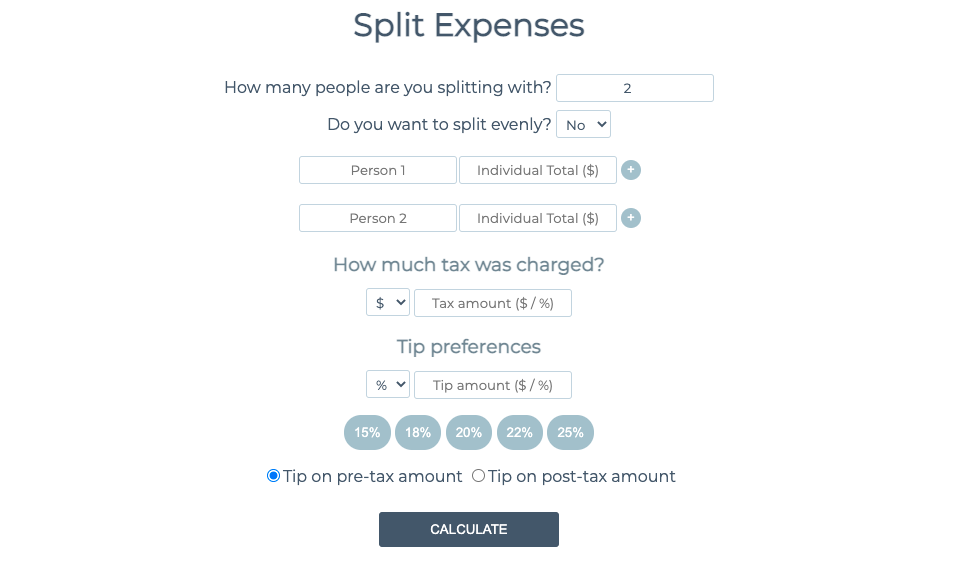 Split Expenses
How many people are you splitting with? 2
Do you want to split evenly? No
Person 1 Individual Total ($) +
Person 2 Individual Total ($) +
How much tax was charged?
$ Tax amount ($ / %)
Tip preferences
% Tip amount ($ / %)
15% 18% 20% 22% 25%
Tip on pre-tax amount Tip on post-tax amount
CALCULATE